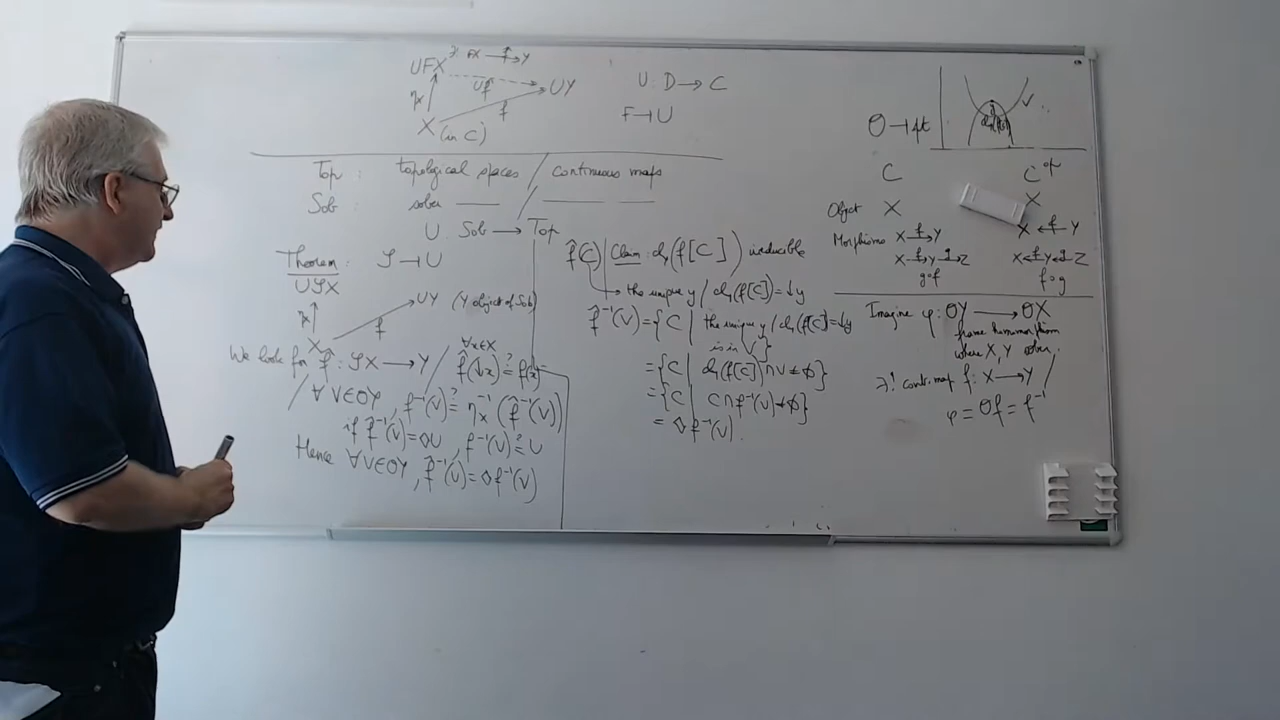 UFX ∃! FX —f̂→ Y
Uf̂
UY
U : D → C
ηx
f
F ⊣ U
X (in C)
Top : topological spaces / continuous maps
Sob : sober —— / —— ——
U : Sob → Top
Theorem : 𝒮 ⊣ U
U𝒮X
ηx
UY (Y object of Sob)
f
X
We look for f̂ : 𝒮X → Y / ∀x∈X f̂(↓x) ≟ f(x)
/ ∀V∈OY, f⁻¹(V) ≟ ηx⁻¹(f̂⁻¹(V))
if f̂⁻¹(V)=◇U, f⁻¹(V) ≟ U
Hence ∀V∈OY, f̂⁻¹(V)=◇f⁻¹(V)
f̂(C) | Claim : cl(f[C]) irreducible
→ the unique y / cl(f[C])=↓y
f̂⁻¹(V)={C | the unique y / cl(f[C])=↓y
is in V}
={C | cl(f[C])∩V≠∅}
={C | C∩f⁻¹(V)≠∅}
= ◇f⁻¹(V).
O ⊣ pt
C C^op
Object X X
Morphisms X —f→ Y X ←f— Y
X —f→ Y —g→ Z X ←f— Y ←g— Z
g∘f f∘g
Imagine φ : OY → OX
frame homomorphism
where X, Y sober.
∃! cont. map f : X → Y /
φ = Of = f⁻¹